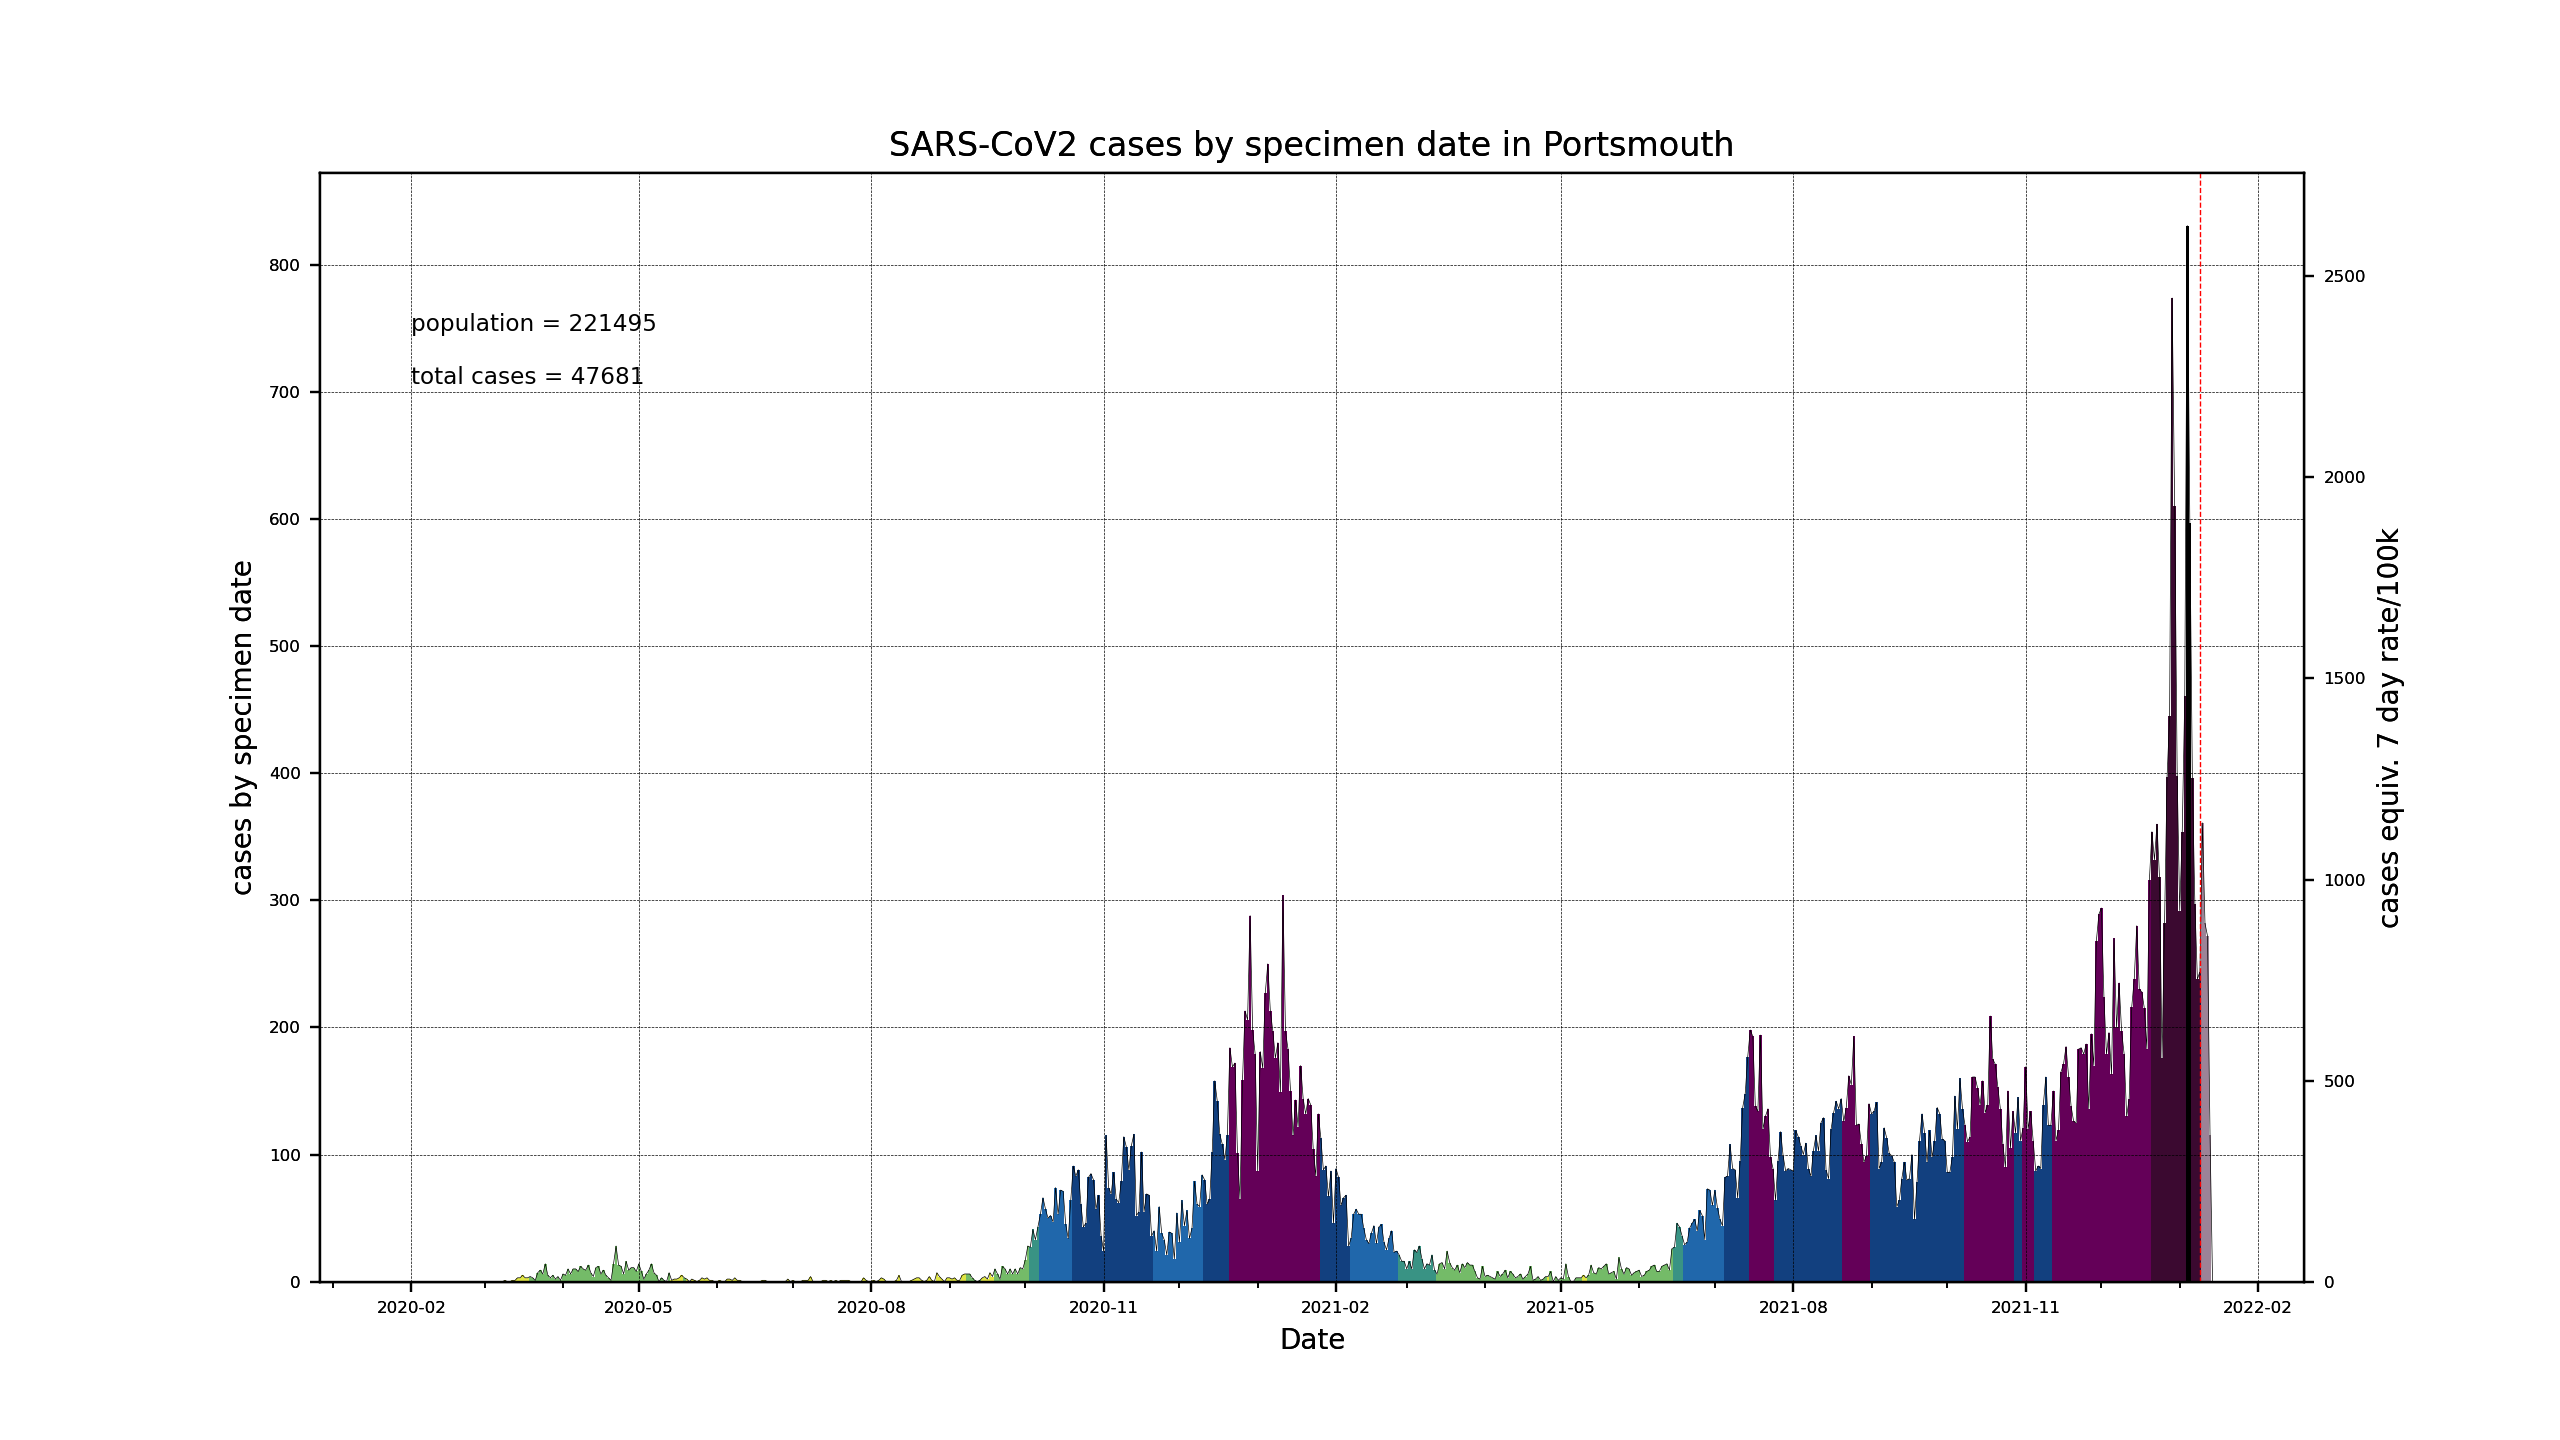 SARS-CoV2 cases by specimen date in Portsmouth
population = 221495
total cases = 47681
cases by specimen date
800
700
600
500
400
300
200
100
0
2500
2000
1500
1000
500
0
cases equiv. 7 day rate/100k
2020-02 2020-05 2020-08 2020-11 2021-02 2021-05 2021-08 2021-11 2022-02
Date